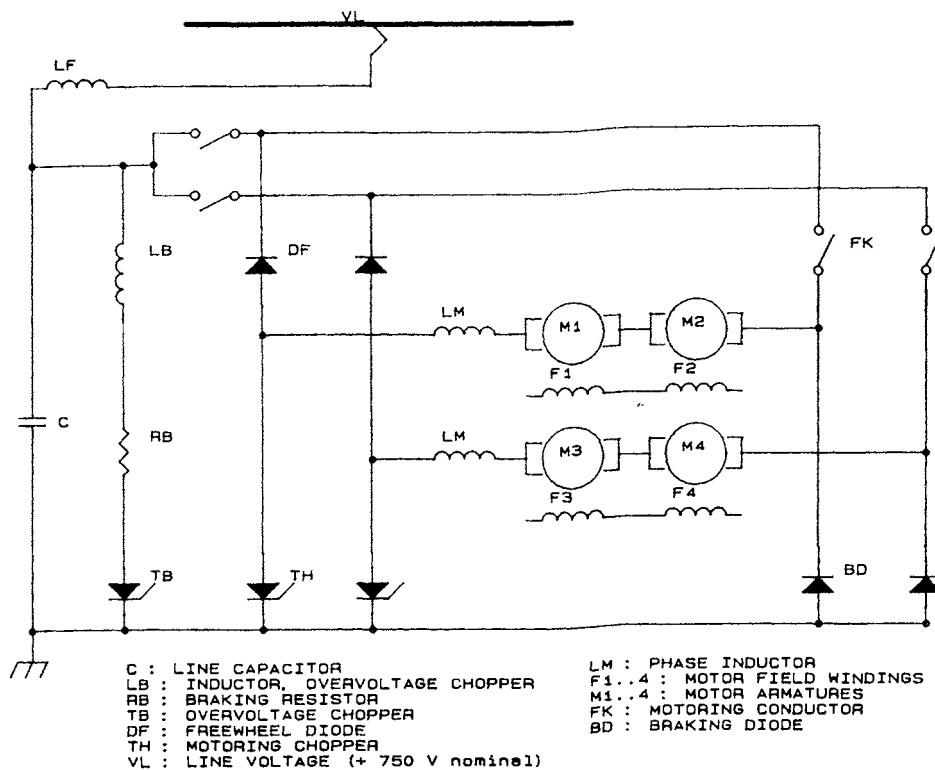 VL
LF
LB
DF
FK
LM
M1
M2
F1
F2
C
RB
LM
M3
M4
F3
F4
TB
TH
BD
C : LINE CAPACITOR
LB : INDUCTOR, OVERVOLTAGE CHOPPER
RB : BRAKING RESISTOR
TB : OVERVOLTAGE CHOPPER
DF : FREEWHEEL DIODE
TH : MOTORING CHOPPER
VL : LINE VOLTAGE (+ 750 V nominal)
LM : PHASE INDUCTOR
F1..4 : MOTOR FIELD WINDINGS
M1..4 : MOTOR ARMATURES
FK : MOTORING CONDUCTOR
BD : BRAKING DIODE